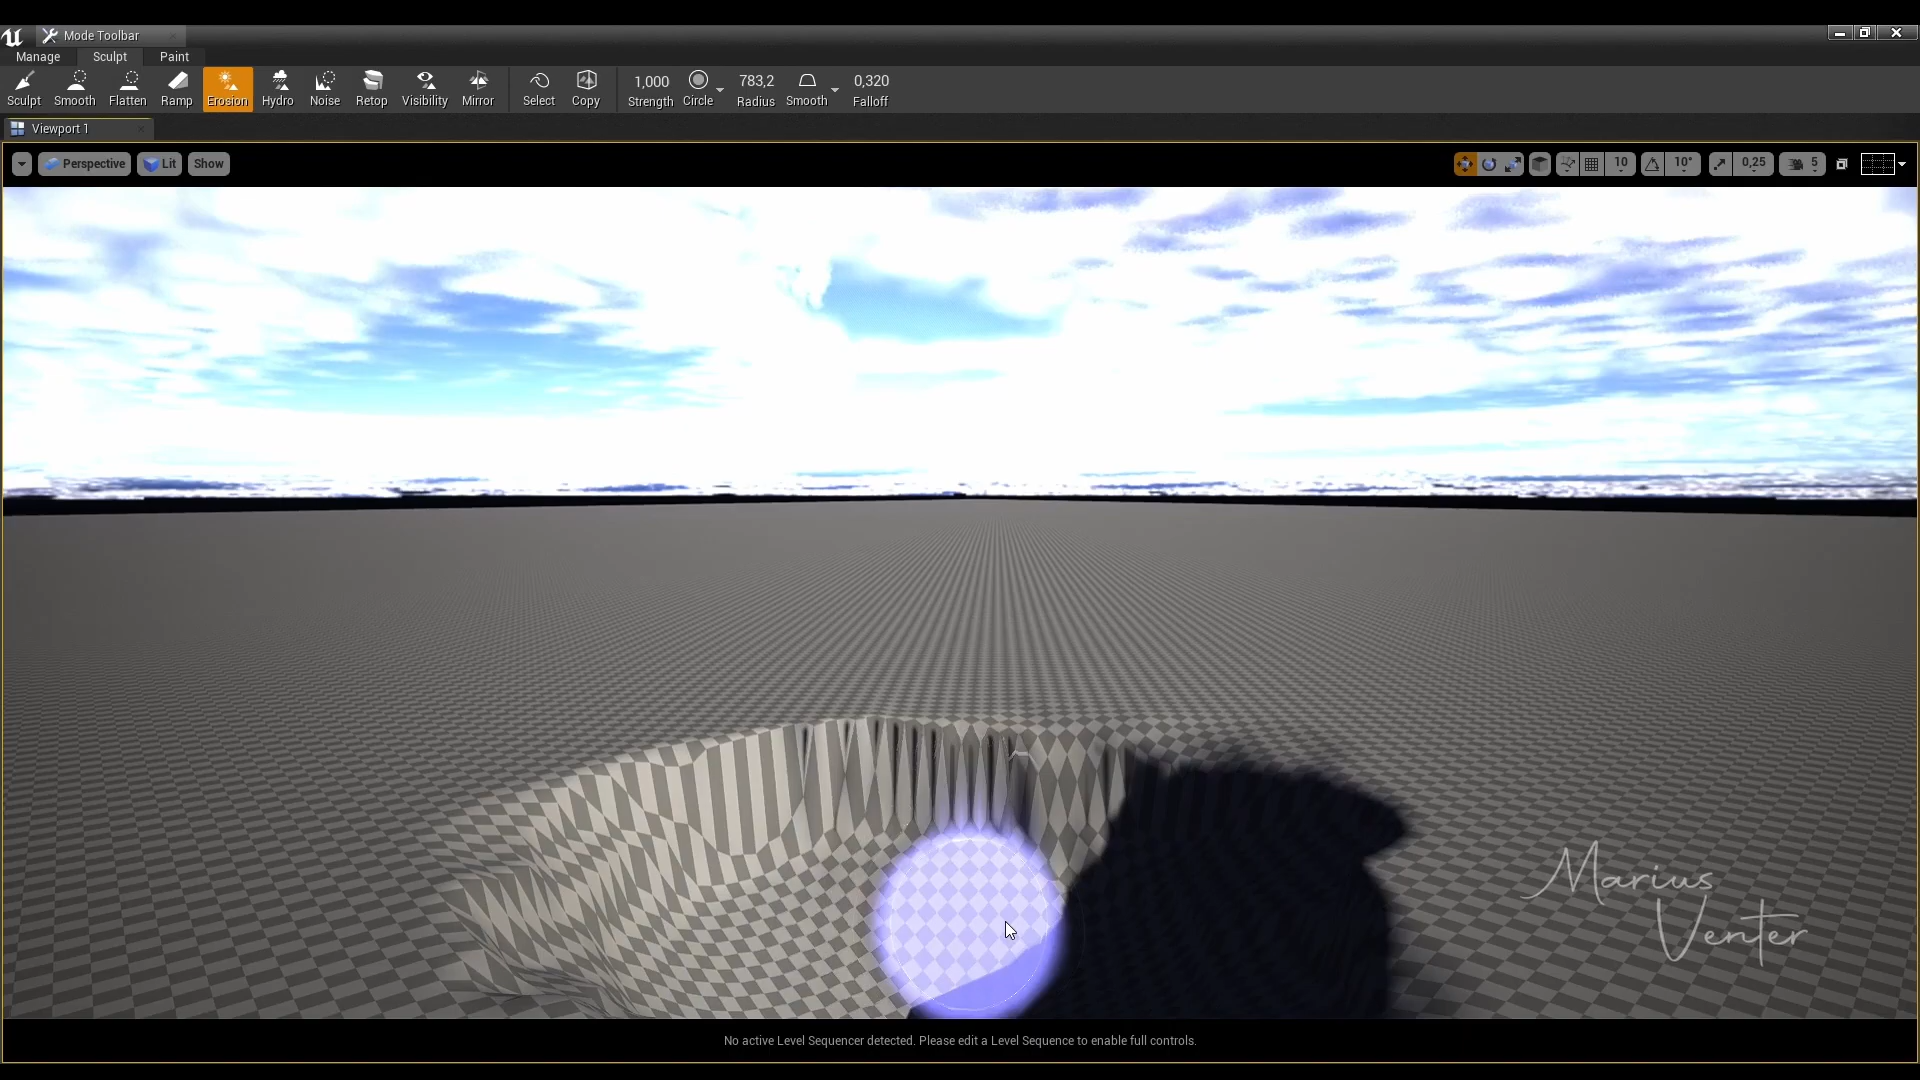 Mode Toolbar
Manage Sculpt Paint
Sculpt Smooth Flatten Ramp Erosion Hydro Noise Retop Visibility Mirror Select Copy 1,000 Strength Circle 783,2 Radius Smooth 0,320 Falloff
Viewport 1
Perspective Lit Show 10 10° 0,25 5
Marius
Venter
No active Level Sequencer detected. Please edit a Level Sequence to enable full controls.